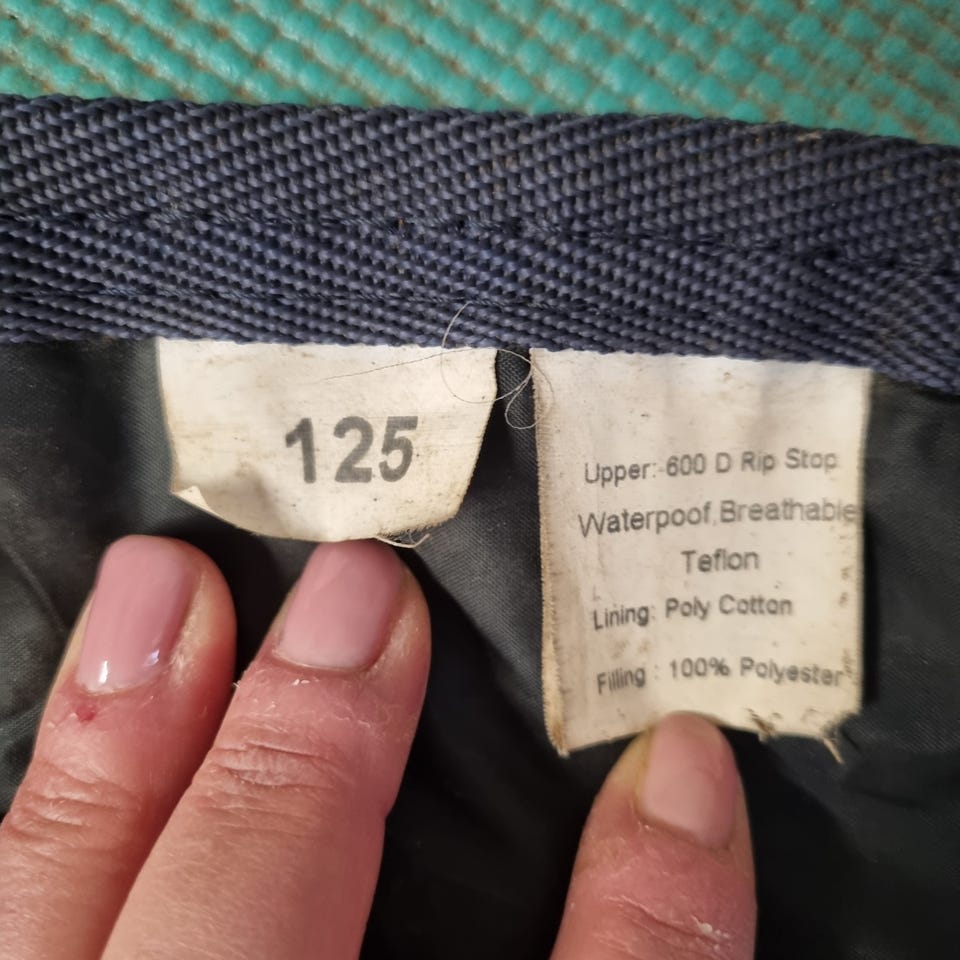 125
Upper: 600 D Rip Stop
Waterpoof, Breathable
Teflon
Lining: Poly Cotton
Filling : 100% Polyester